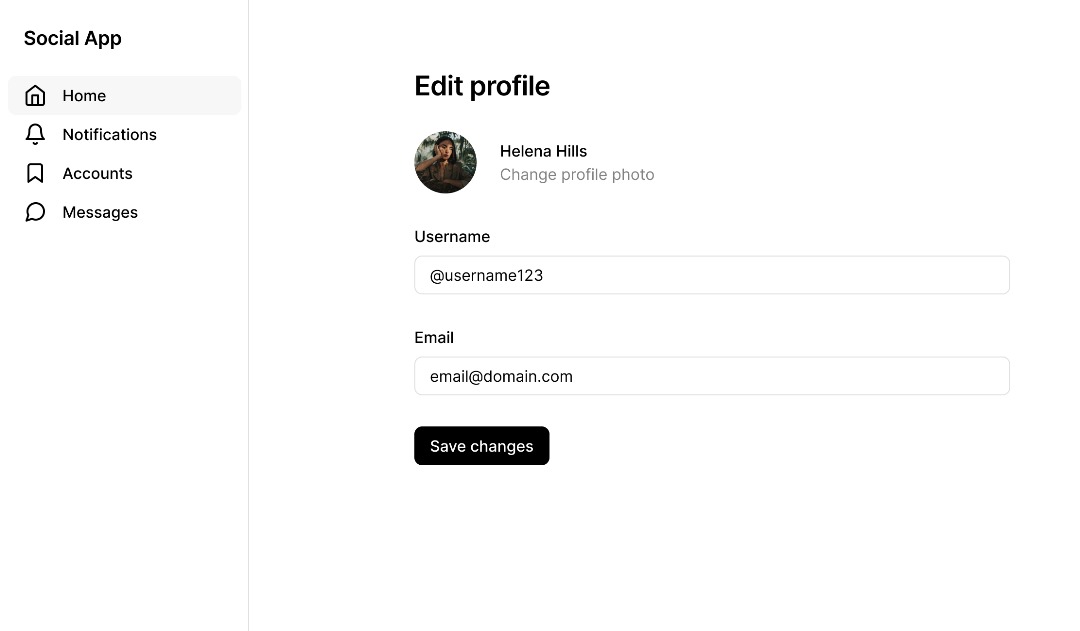 Social App
Home
Notifications
Accounts
Messages
Edit profile
Helena Hills
Change profile photo
Username
@username123
Email
email@domain.com
Save changes